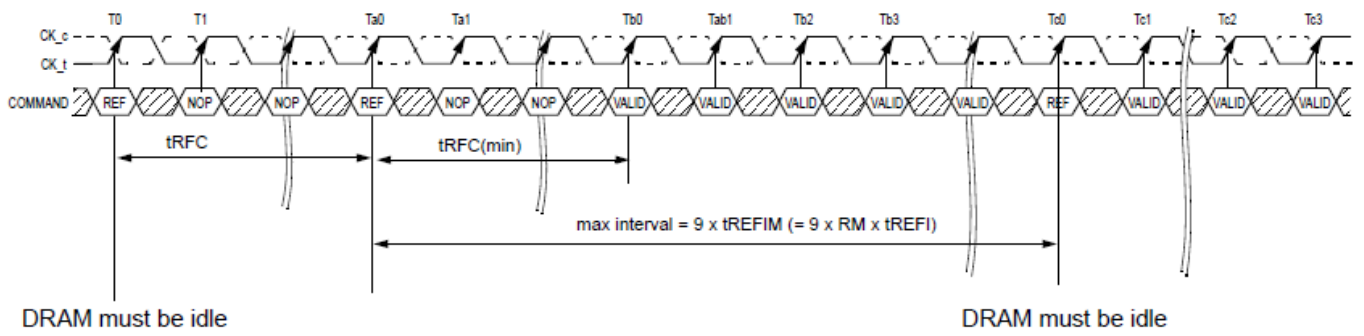 T0 T1 Ta0 Ta1 Tb0 Tab1 Tb2 Tb3 Tc0 Tc1 Tc2 Tc3
CK_c
CK_t
COMMAND REF NOP NOP REF NOP NOP VALID VALID VALID VALID VALID REF VALID VALID VALID
tRFC tRFC(min)
max interval = 9 x tREFIM (= 9 x RM x tREFI)
DRAM must be idle DRAM must be idle